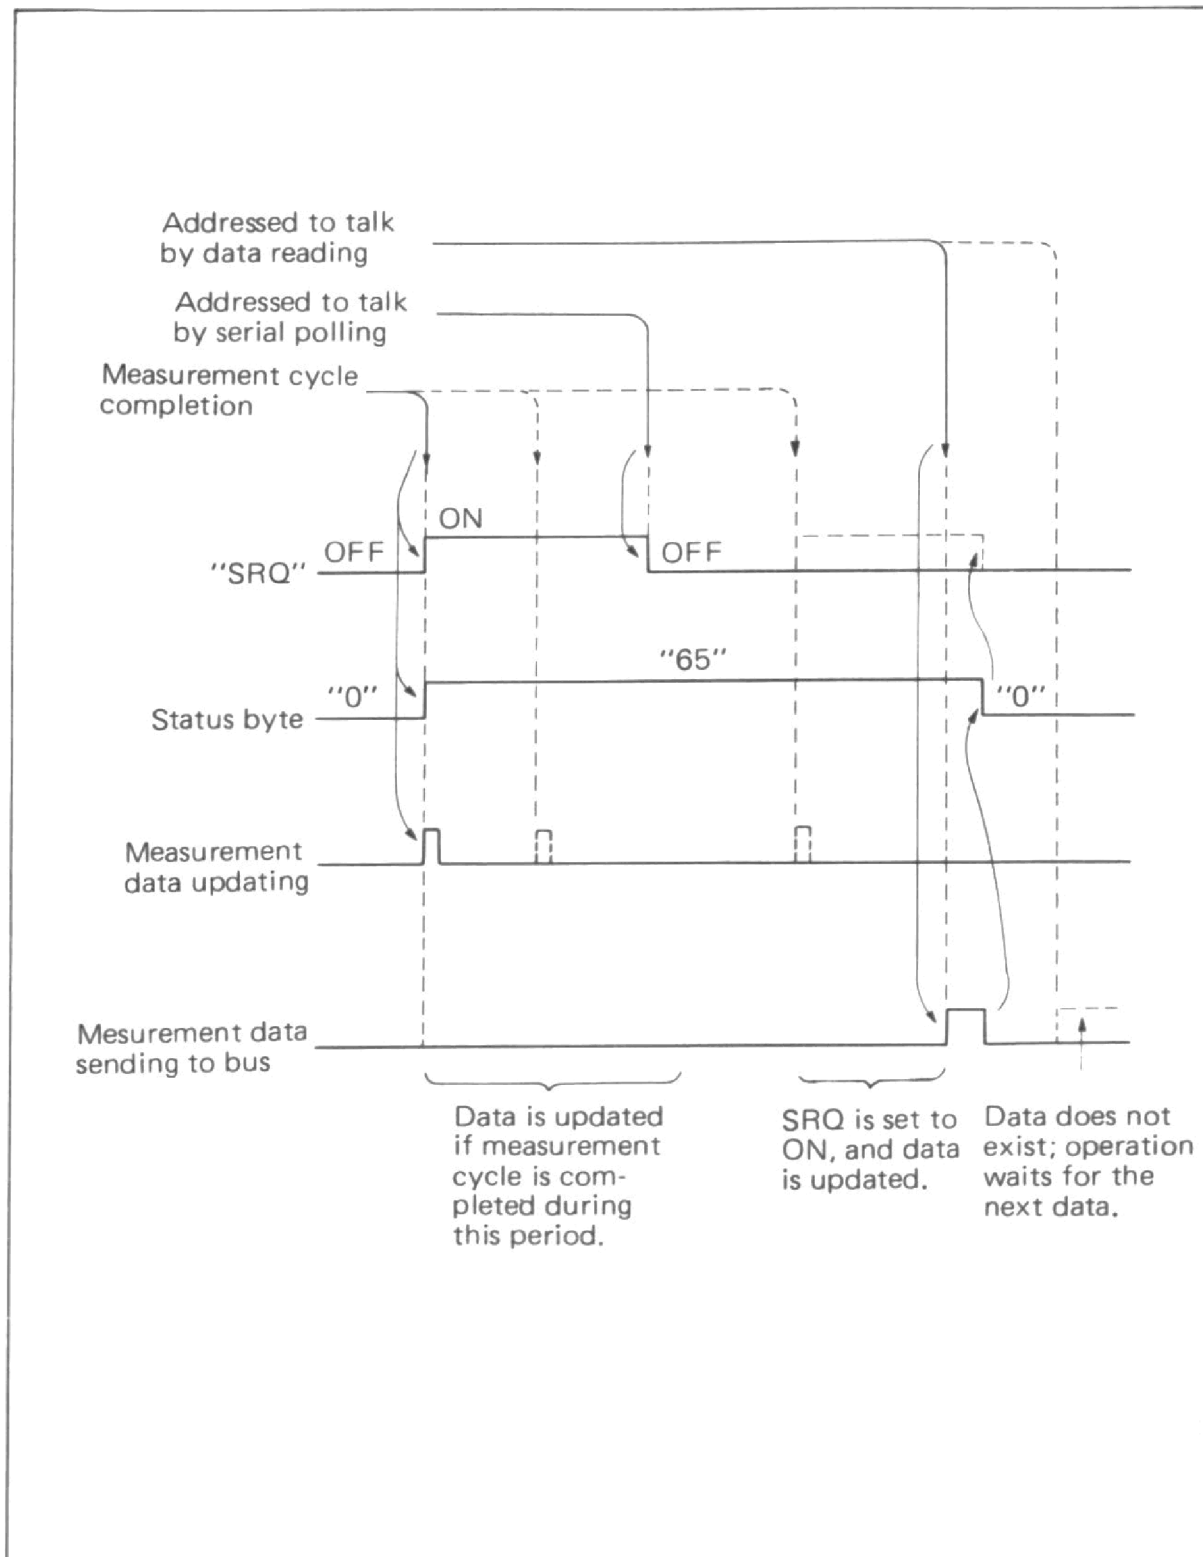 Addressed to talk
by data reading
Addressed to talk
by serial polling
Measurement cycle
completion
ON
OFF
OFF
"SRQ"
"65"
"0"
"0"
Status byte
Measurement
data updating
Mesurement data
sending to bus
Data is updated
if measurement
cycle is com-
pleted during
this period.
SRQ is set to
ON, and data
is updated.
Data does not
exist; operation
waits for the
next data.